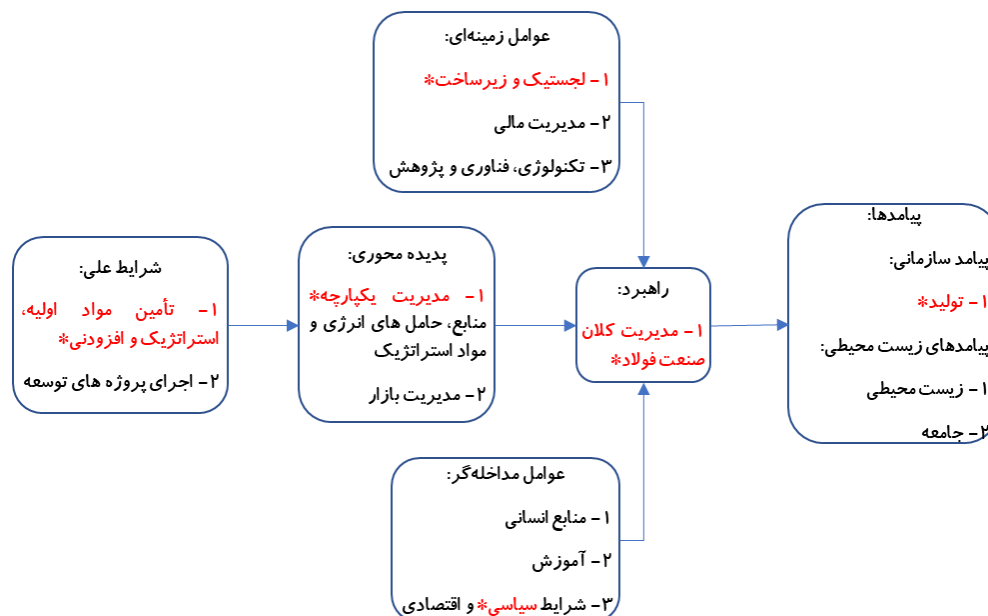 عوامل زمینه‌ای:
۱- لجستیک و زیرساخت*
۲- مدیریت مالی
۳- تکنولوژی، فناوری و پژوهش
شرایط علی:
۱- تأمین مواد اولیه،
استراتژیک و افزودنی*
۲- اجرای پروژه های توسعه
پدیده محوری:
۱- مدیریت یکپارچه*
منابع، حامل های انرژی و
مواد استراتژیک
۲- مدیریت بازار
راهبرد:
۱- مدیریت کلان
صنعت فولاد*
پیامدها:
پیامد سازمانی:
۱- تولید*
پیامدهای زیست محیطی:
۱- زیست محیطی
۲- جامعه
عوامل مداخله‌گر:
۱- منابع انسانی
۲- آموزش
۳- شرایط سیاسی* و اقتصادی